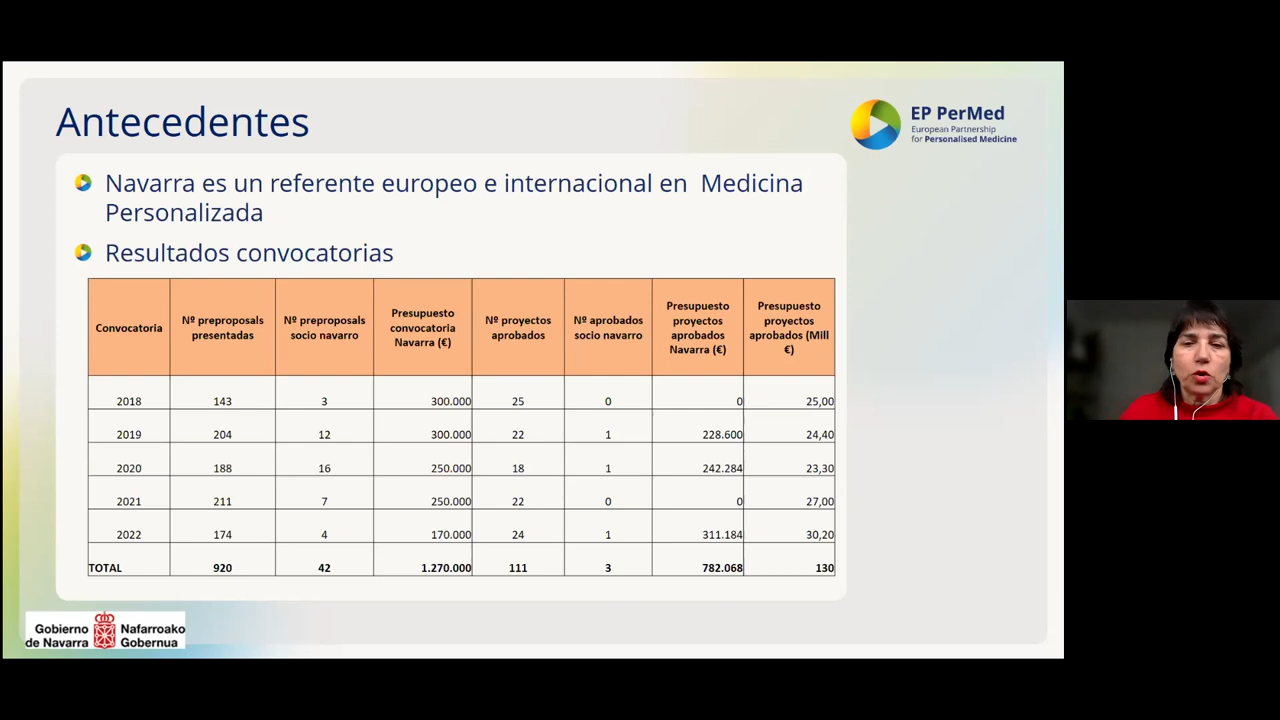 Antecedentes
EP PerMed
European Partnership
for Personalised Medicine
Navarra es un referente europeo e internacional en Medicina
Personalizada
Resultados convocatorias
Convocatoria
Nº preproposals
presentadas
Nº preproposals
socio navarro
Presupuesto
convocatoria
Navarra (€)
Nº proyectos
aprobados
Nº aprobados
socio navarro
Presupuesto
proyectos
aprobados
Navarra (€)
Presupuesto
proyectos
aprobados (Mill
€)
2018 143 3 300.000 25 0 0 25,00
2019 204 12 300.000 22 1 228.600 24,40
2020 188 16 250.000 18 1 242.284 23,30
2021 211 7 250.000 22 0 0 27,00
2022 174 4 170.000 24 1 311.184 30,20
TOTAL 920 42 1.270.000 111 3 782.068 130
Gobierno
de Navarra
Nafarroako
Gobernua